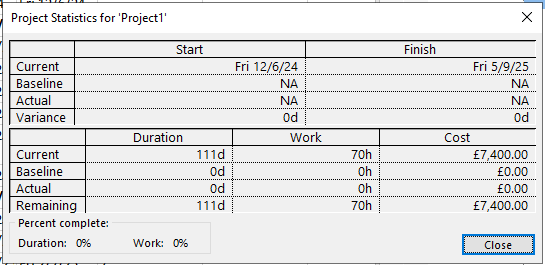 Project Statistics for 'Project1'
Start Finish
Current Fri 12/6/24 Fri 5/9/25
Baseline NA NA
Actual NA NA
Variance 0d 0d
Duration Work Cost
Current 111d 70h £7,400.00
Baseline 0d 0h £0.00
Actual 0d 0h £0.00
Remaining 111d 70h £7,400.00
Percent complete:
Duration: 0% Work: 0%
Close